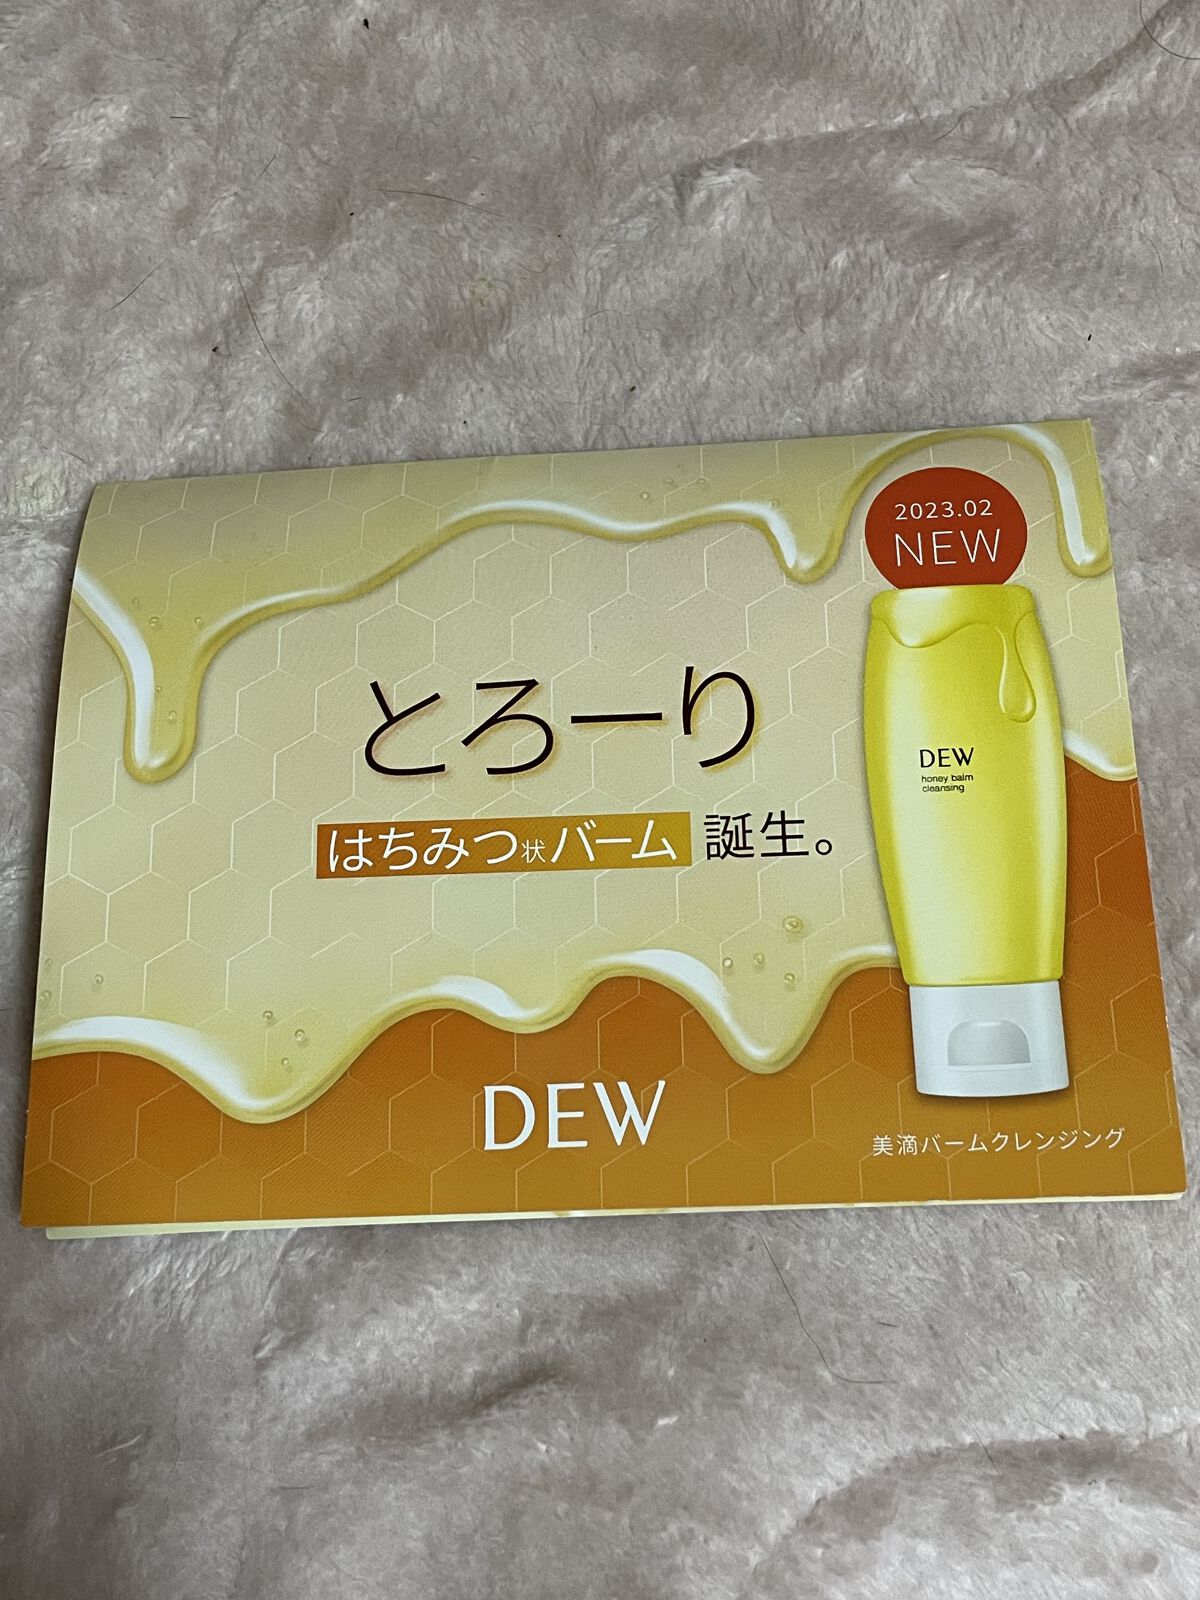 2023.02
NEW
とろーり
はちみつ状バーム 誕生。
DEW
honey balm
cleansing
DEW
美滴バームクレンジング